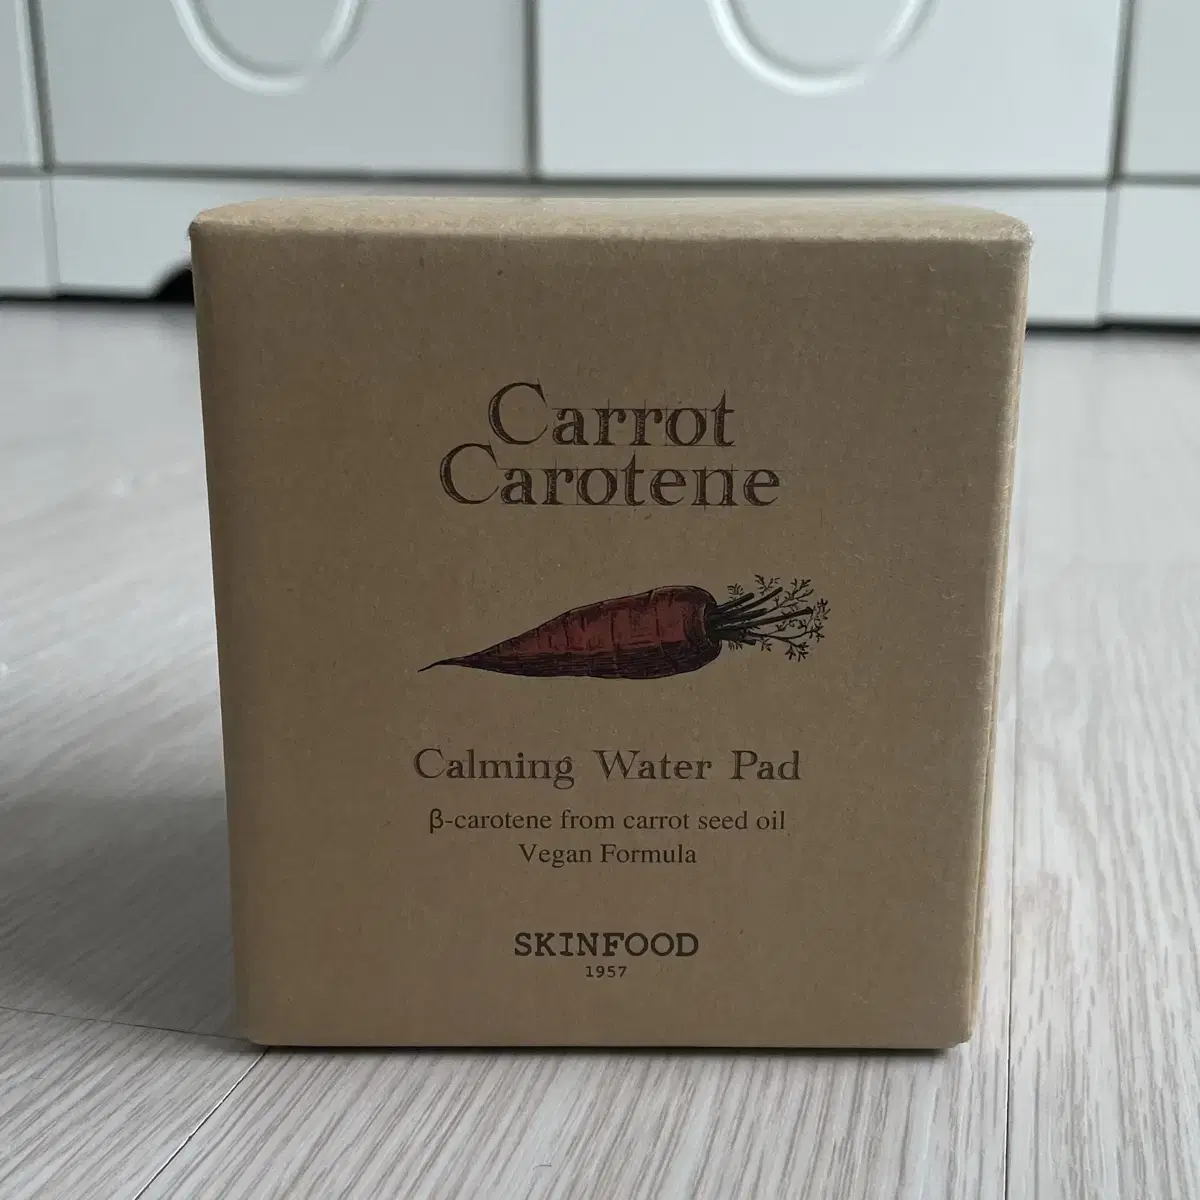 Carrot
Carotene
Calming Water Pad
β-carotene from carrot seed oil
Vegan Formula
SKINFOOD
1957